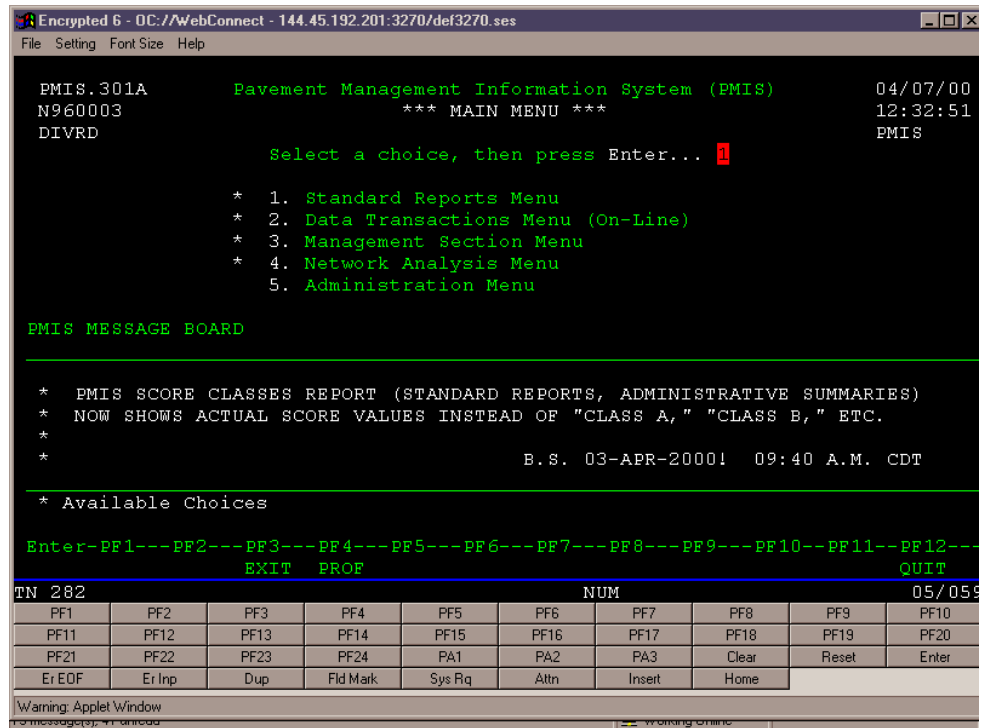 Encrypted 6 - OC://WebConnect - 144.45.192.201:3270/def3270.ses
File Setting Font Size Help
PMIS.301A Pavement Management Information System (PMIS) 04/07/00
N960003 *** MAIN MENU *** 12:32:51
DIVRD PMIS
Select a choice, then press Enter... 1
* 1. Standard Reports Menu
* 2. Data Transactions Menu (On-Line)
* 3. Management Section Menu
* 4. Network Analysis Menu
5. Administration Menu
PMIS MESSAGE BOARD
* PMIS SCORE CLASSES REPORT (STANDARD REPORTS, ADMINISTRATIVE SUMMARIES)
* NOW SHOWS ACTUAL SCORE VALUES INSTEAD OF "CLASS A," "CLASS B," ETC.
*
* B.S. 03-APR-2000! 09:40 A.M. CDT
* Available Choices
Enter-PF1---PF2---PF3---PF4---PF5---PF6---PF7---PF8---PF9---PF10--PF11--PF12---
EXIT PROF QUIT
TN 282 NUM 05/059
PF1 PF2 PF3 PF4 PF5 PF6 PF7 PF8 PF9 PF10
PF11 PF12 PF13 PF14 PF15 PF16 PF17 PF18 PF19 PF20
PF21 PF22 PF23 PF24 PA1 PA2 PA3 Clear Reset Enter
Er EOF Er Inp Dup Fld Mark Sys Rq Attn Insert Home
Warning: Applet Window